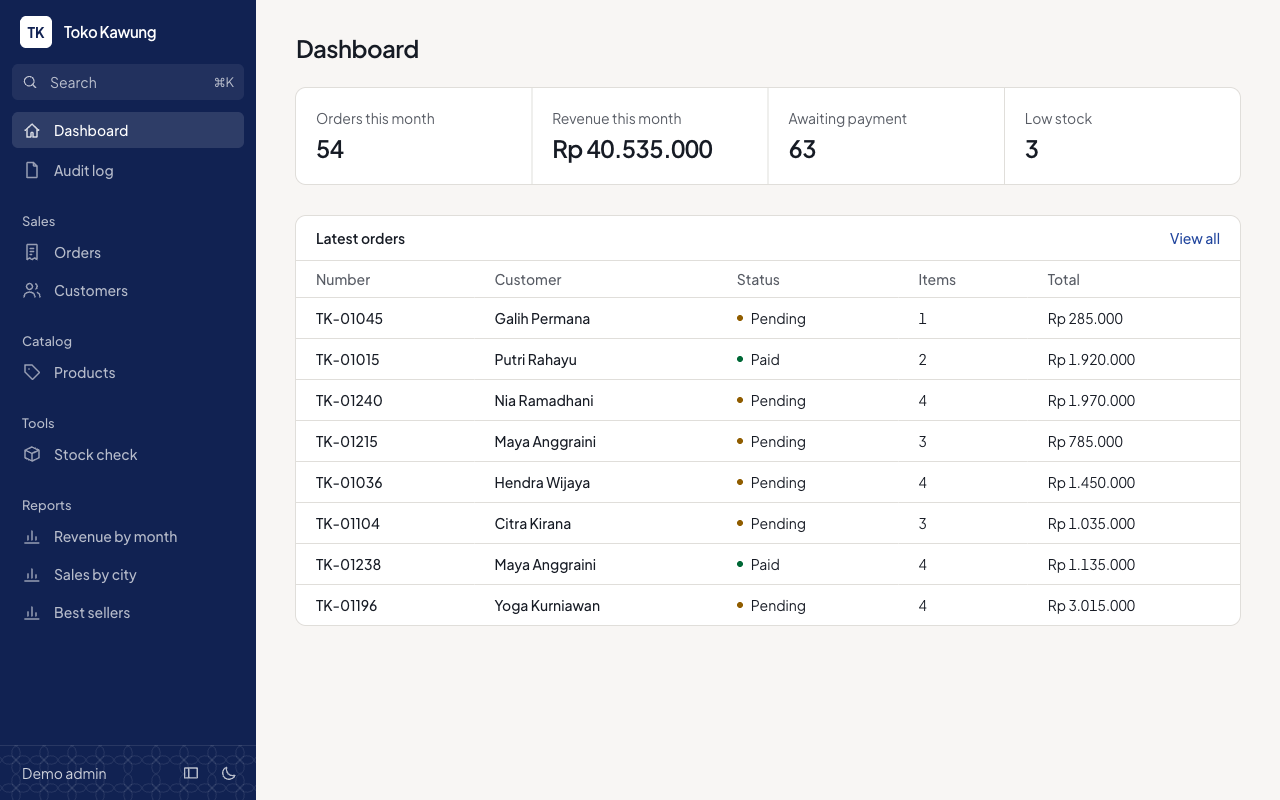 TK Toko Kawung
Search ⌘K
Dashboard
Audit log
Sales
Orders
Customers
Catalog
Products
Tools
Stock check
Reports
Revenue by month
Sales by city
Best sellers
Demo admin
Dashboard
Orders this month
54
Revenue this month
Rp 40.535.000
Awaiting payment
63
Low stock
3
Latest orders View all
Number Customer Status Items Total
TK-01045 Galih Permana Pending 1 Rp 285.000
TK-01015 Putri Rahayu Paid 2 Rp 1.920.000
TK-01240 Nia Ramadhani Pending 4 Rp 1.970.000
TK-01215 Maya Anggraini Pending 3 Rp 785.000
TK-01036 Hendra Wijaya Pending 4 Rp 1.450.000
TK-01104 Citra Kirana Pending 3 Rp 1.035.000
TK-01238 Maya Anggraini Paid 4 Rp 1.135.000
TK-01196 Yoga Kurniawan Pending 4 Rp 3.015.000